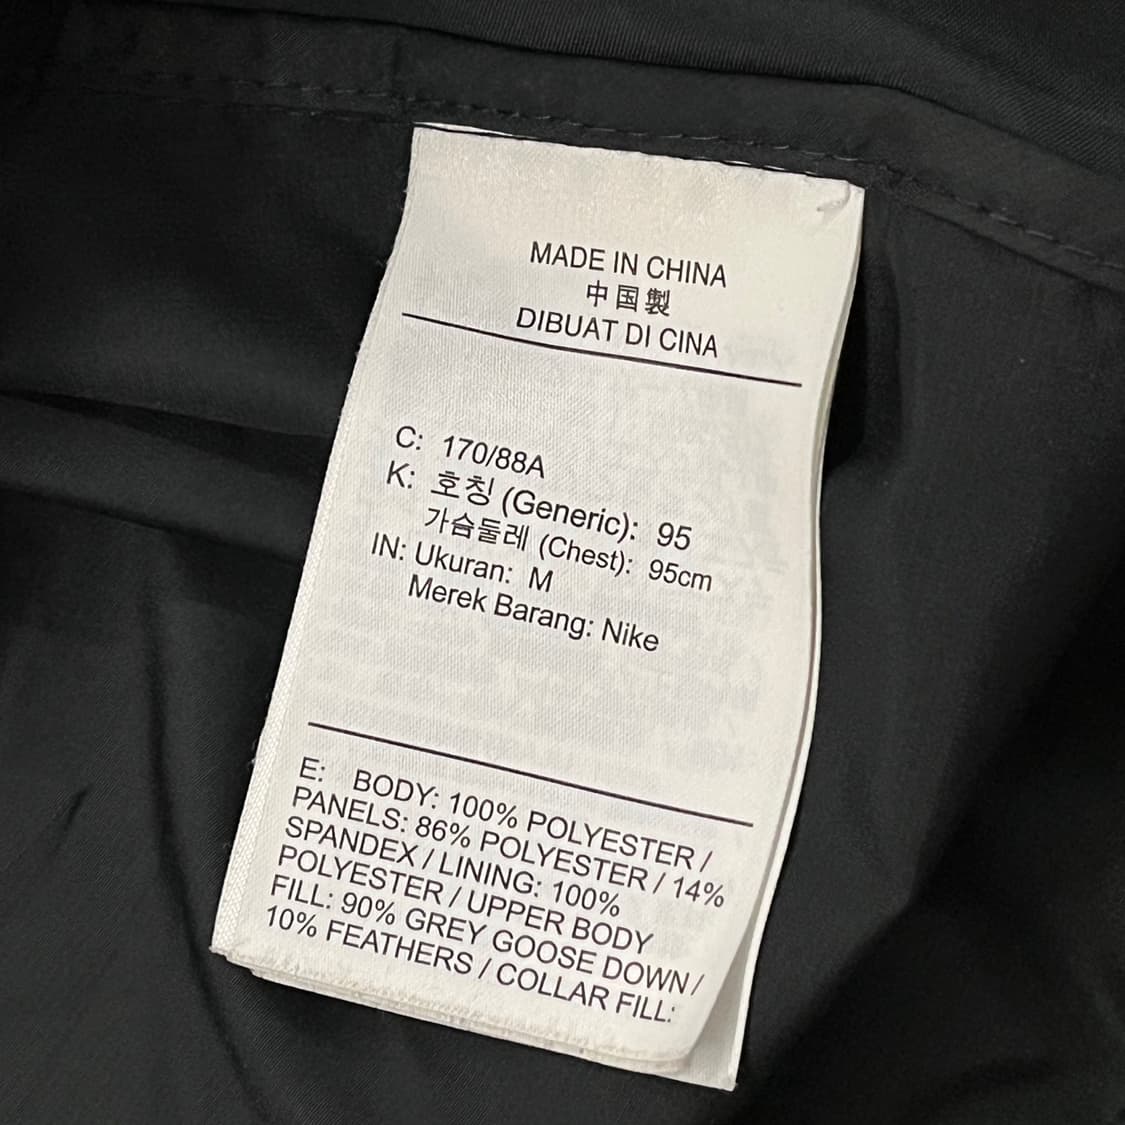 MADE IN CHINA
中国製
DIBUAT DI CINA
C: 170/88A
K: 호칭 (Generic): 95
가슴둘레 (Chest): 95cm
IN: Ukuran: M
Merek Barang: Nike
E: BODY: 100% POLYESTER /
PANELS: 86% POLYESTER / 14%
SPANDEX / LINING: 100%
POLYESTER / UPPER BODY
FILL: 90% GREY GOOSE DOWN /
10% FEATHERS / COLLAR FILL: